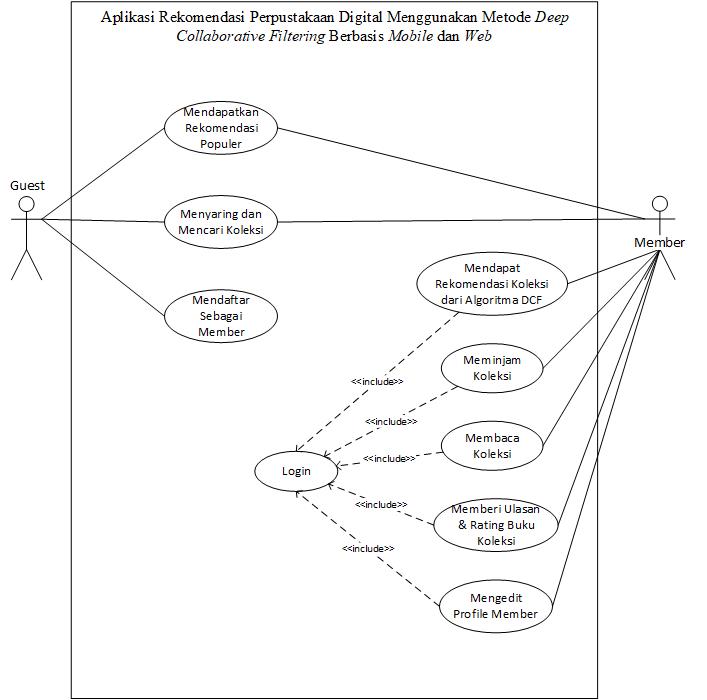 Aplikasi Rekomendasi Perpustakaan Digital Menggunakan Metode Deep
Collaborative Filtering Berbasis Mobile dan Web
Mendapatkan
Rekomendasi
Populer
Guest
Menyaring dan
Mencari Koleksi
Member
Mendapat
Rekomendasi Koleksi
dari Algoritma DCF
Mendaftar
Sebagai
Member
<<include>>
Meminjam
Koleksi
<<include>>
Membaca
Koleksi
<<include>>
Login
<<include>>
Memberi Ulasan
& Rating Buku
Koleksi
<<include>>
Mengedit
Profile Member